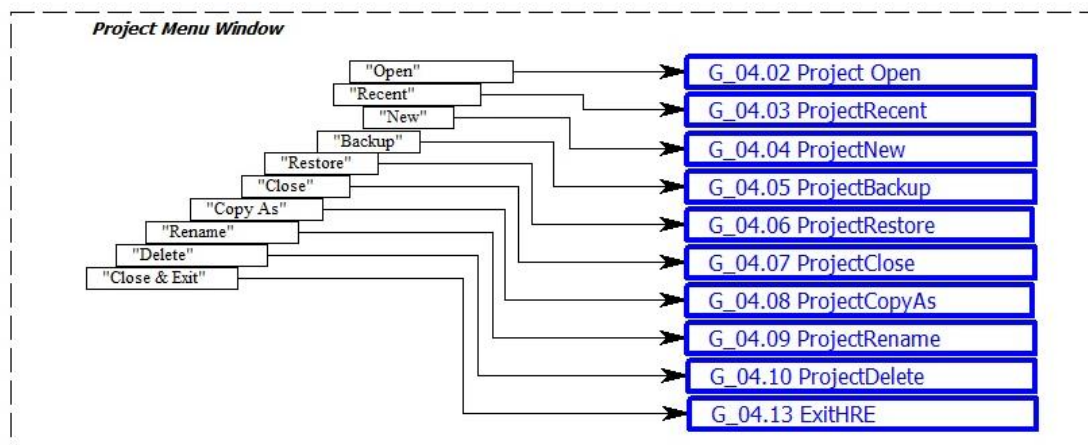 Project Menu Window
"Open"
G_04.02 Project Open
"Recent"
G_04.03 ProjectRecent
"New"
G_04.04 ProjectNew
"Backup"
G_04.05 ProjectBackup
"Restore"
G_04.06 ProjectRestore
"Close"
G_04.07 ProjectClose
"Copy As"
G_04.08 ProjectCopyAs
"Rename"
G_04.09 ProjectRename
"Delete"
G_04.10 ProjectDelete
"Close & Exit"
G_04.13 ExitHRE